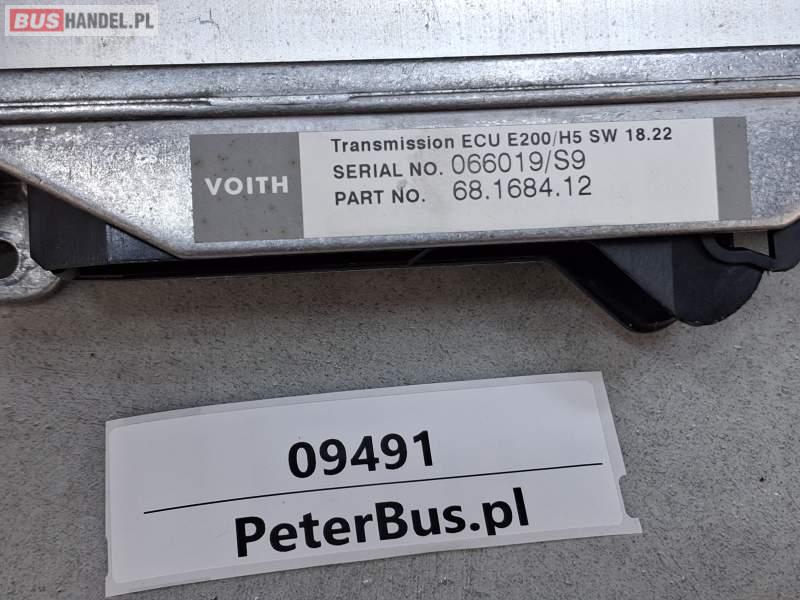 BUSHANDEL.PL
VOITH
Transmission ECU E200/H5 SW 18.22
SERIAL NO. 066019/S9
PART NO. 68.1684.12
09491
PeterBus.pl